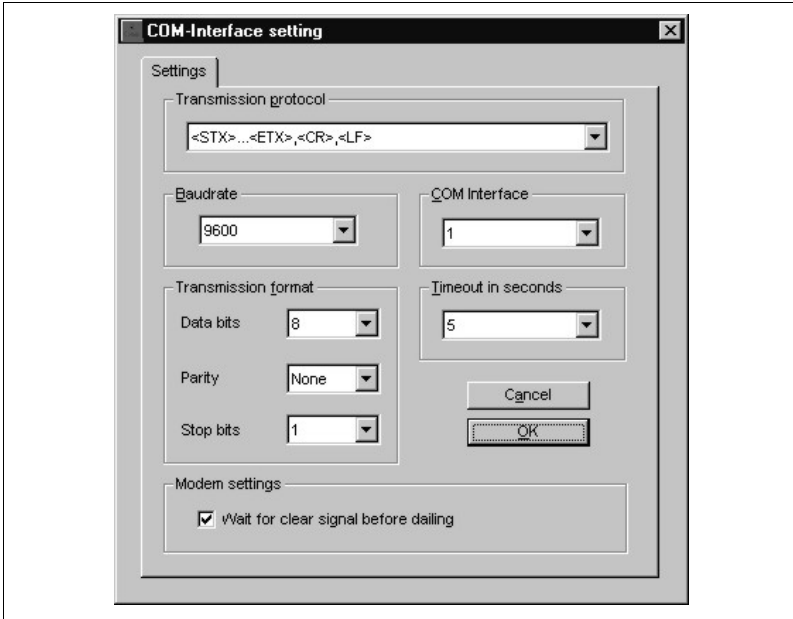 COM-Interface setting
Settings
Transmission protocol
<STX>...<ETX>,<CR>,<LF>
Baudrate
9600
COM Interface
1
Transmission format
Data bits
8
Parity
None
Stop bits
1
Timeout in seconds
5
Cancel
OK
Modem settings
Wait for clear signal before dailing